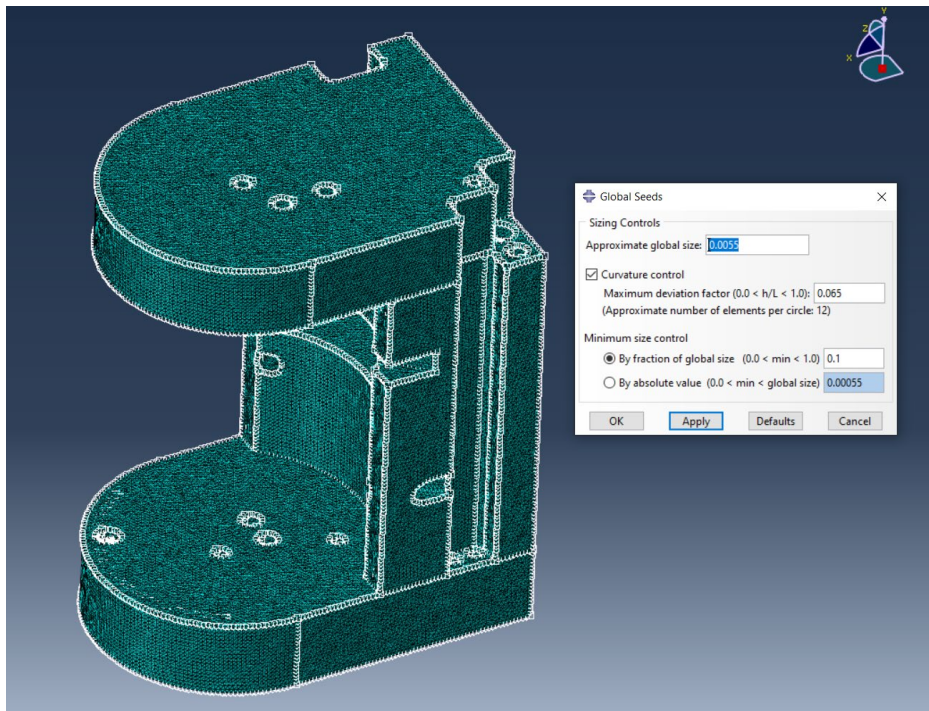 Y
Z
X
Global Seeds
Sizing Controls
Approximate global size: 0.0055
Curvature control
Maximum deviation factor (0.0 < h/L < 1.0): 0.065
(Approximate number of elements per circle: 12)
Minimum size control
By fraction of global size (0.0 < min < 1.0) 0.1
By absolute value (0.0 < min < global size) 0.00055
OK Apply Defaults Cancel